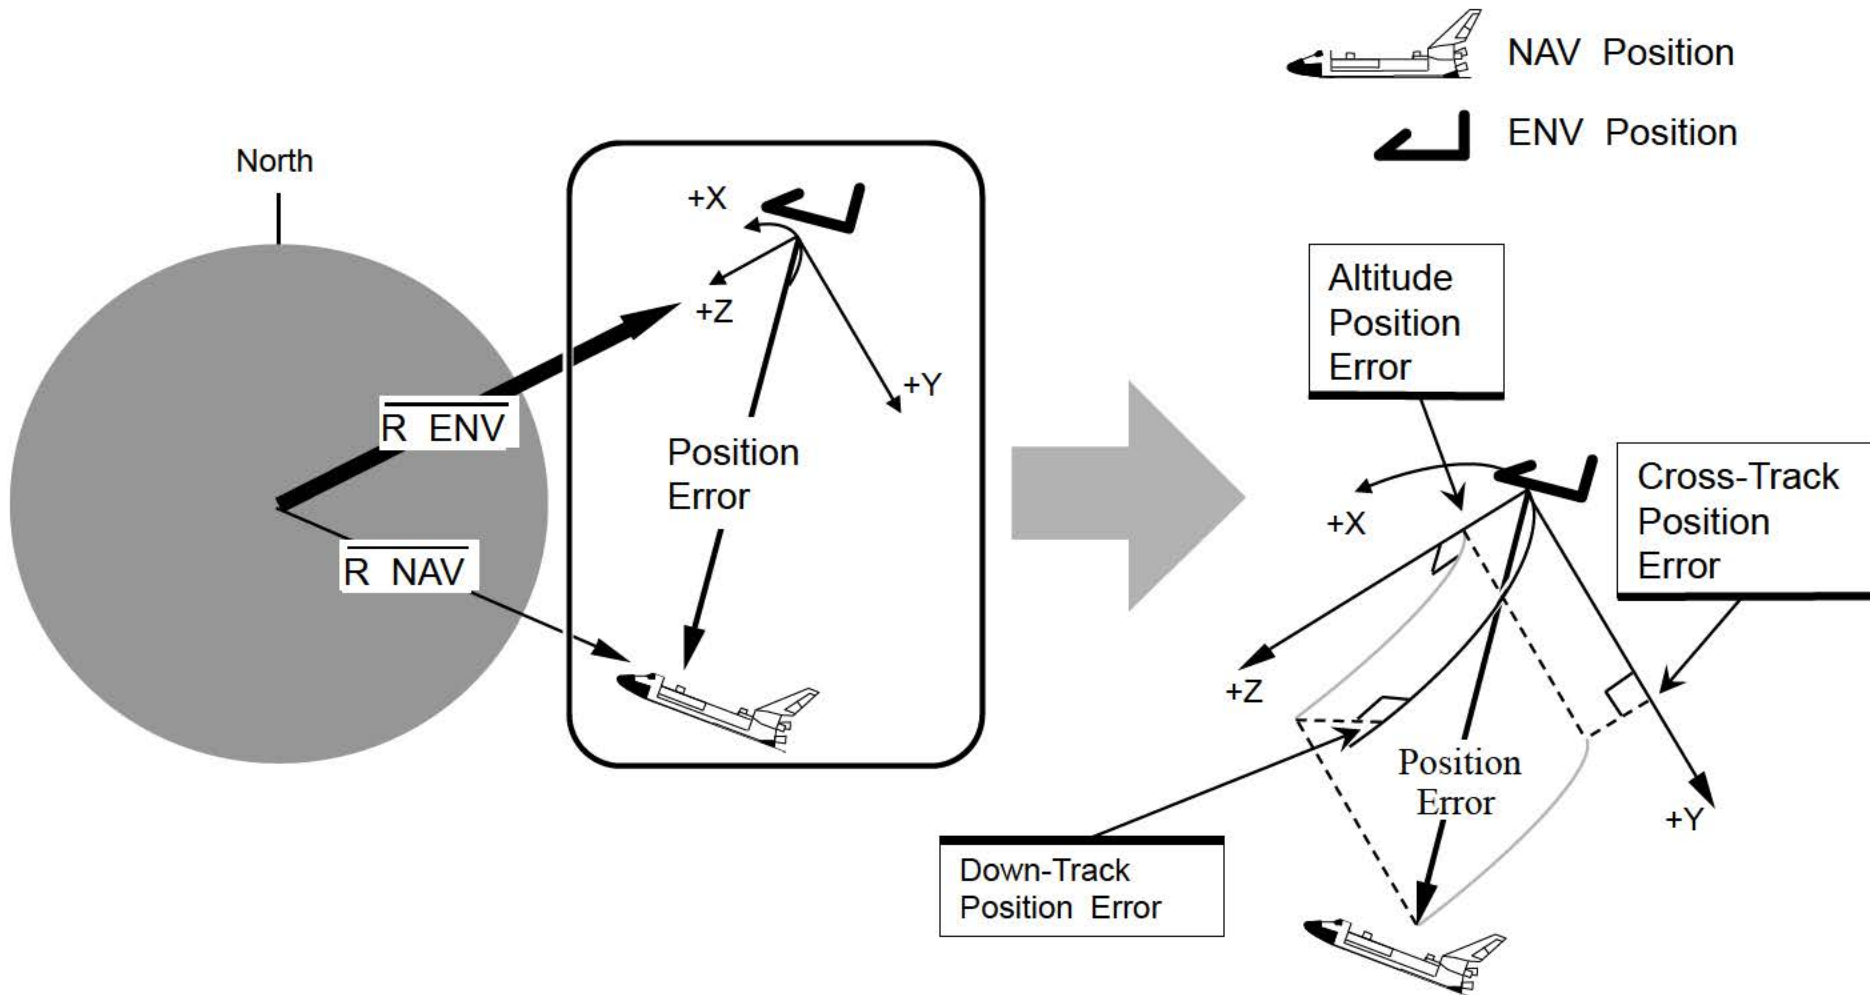 NAV Position
ENV Position
North
+X
+Z
+Y
R ENV
R NAV
Position
Error
Altitude
Position
Error
Cross-Track
Position
Error
+X
+Z
+Y
Position
Error
Down-Track
Position Error